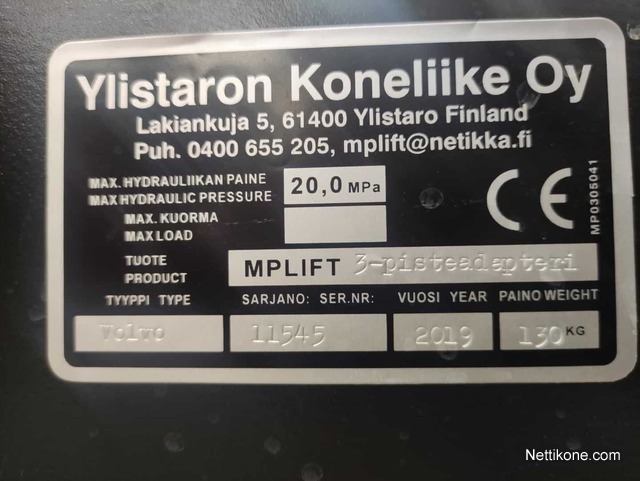 Ylistaron Koneliike Oy
Lakiankuja 5, 61400 Ylistaro Finland
Puh. 0400 655 205, mplift@netikka.fi
MAX. HYDRAULIIKAN PAINE
MAX HYDRAULIC PRESSURE
20,0 MPa
MAX. KUORMA
MAX LOAD
CE
MP0305041
TUOTE
PRODUCT
MPLIFT 3-pisteadapteri
TYYPPI TYPE SARJANO: SER.NR: VUOSI YEAR PAINO WEIGHT
Volvo 11545 2019 130 KG
Nettikone.com